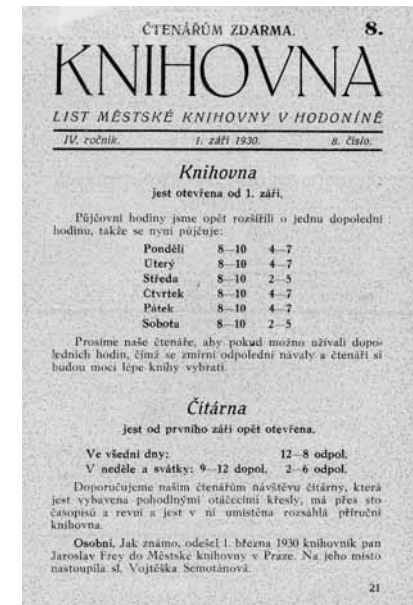 ČTENÁŘŮM ZDARMA. 8.
KNIHOVNA
LIST MĚSTSKÉ KNIHOVNY V HODONÍNĚ
IV. ročník. 1. září 1930. 8. číslo.
Knihovna
jest otevřena od 1. září.
Půjčovní hodiny jsme opět rozšířili o jednu dopolední
hodinu, takže se nyní půjčuje:
Pondělí 8—10 4—7
Úterý 8—10 4—7
Středa 8—10 2—5
Čtvrtek 8—10 4—7
Pátek 8—10 4—7
Sobota 8—10 2—5
Prosíme naše čtenáře, aby pokud možno užívali dopo-
ledních hodin, čímž se zmírní odpolední návaly a čtenáři si
budou moci lépe knihy vybrati.
Čítárna
jest od prvního září opět otevřena.
Ve všední dny: 12—8 odpol.
V neděle a svátky: 9—12 dopol. 2—6 odpol.
Doporučujeme našim čtenářům návštěvu čítárny, která
jest vybavena pohodlnými otáčecími křesly, má přes sto
časopisů a revuí a jest v ní umístěna rozsáhlá příruční
knihovna.
Osobní. Jak známo, odešel 1. března 1930 knihovník pan
Jaroslav Frey do Městské knihovny v Praze. Na jeho místo
nastoupila sl. Vojtěška Semotánová.
21